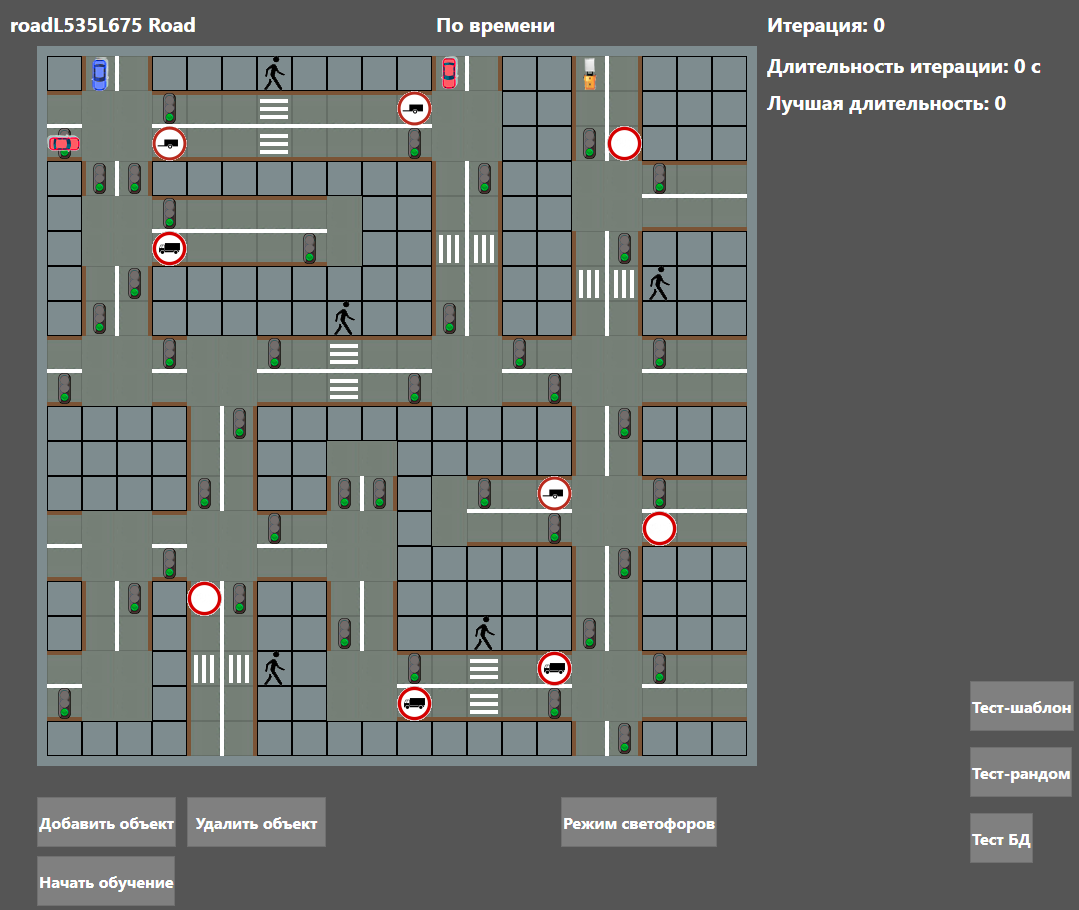 roadL535L675 Road
По времени
Итерация: 0
Длительность итерации: 0 с
Лучшая длительность: 0
Тест-шаблон
Тест-рандом
Тест БД
Добавить объект
Удалить объект
Режим светофоров
Начать обучение